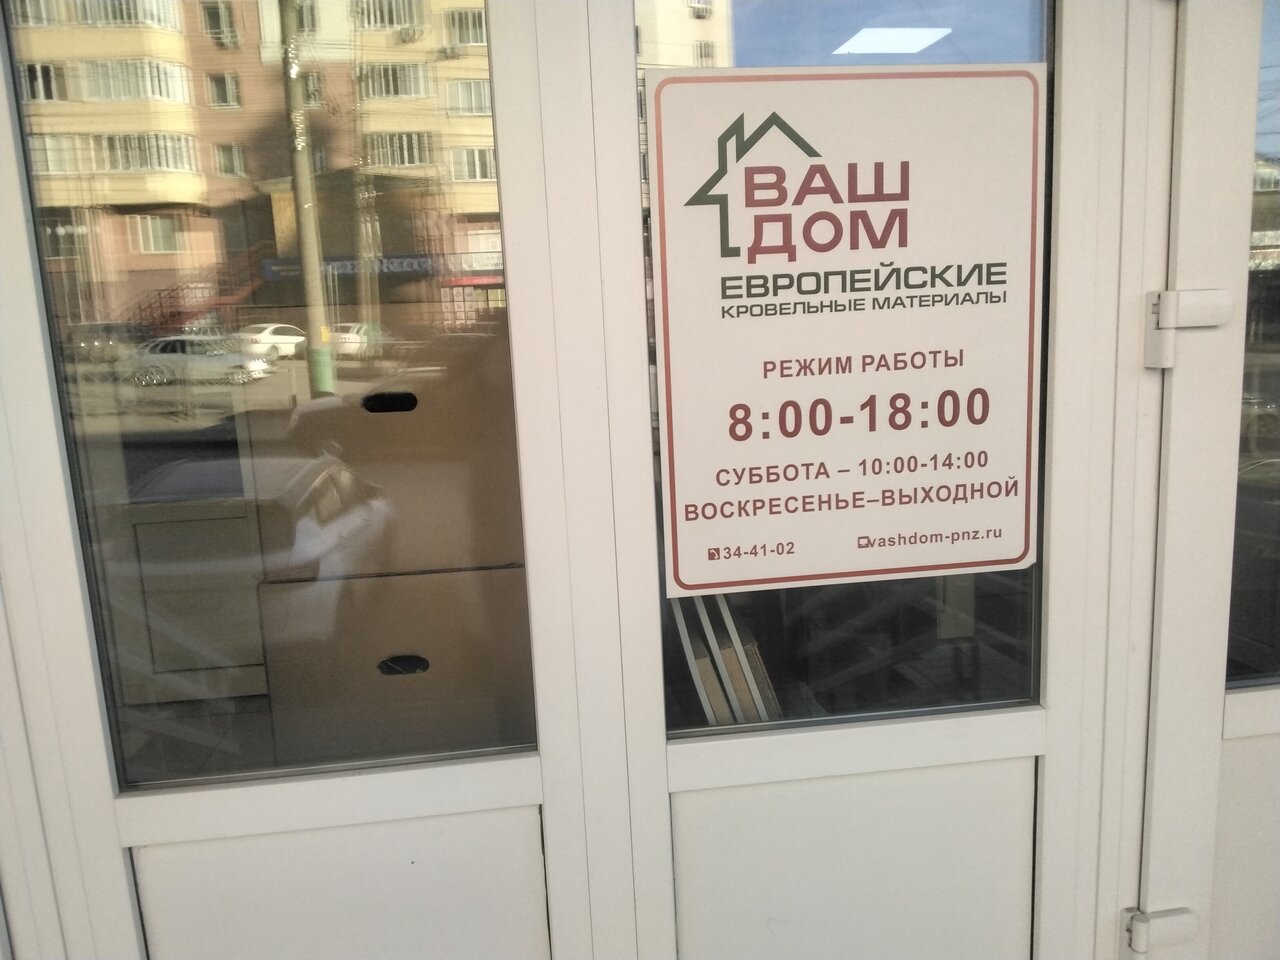 ВАШ
ДОМ
ЕВРОПЕЙСКИЕ
КРОВЕЛЬНЫЕ МАТЕРИАЛЫ
РЕЖИМ РАБОТЫ
8:00-18:00
СУББОТА – 10:00-14:00
ВОСКРЕСЕНЬЕ–ВЫХОДНОЙ
34-41-02 vashdom-pnz.ru